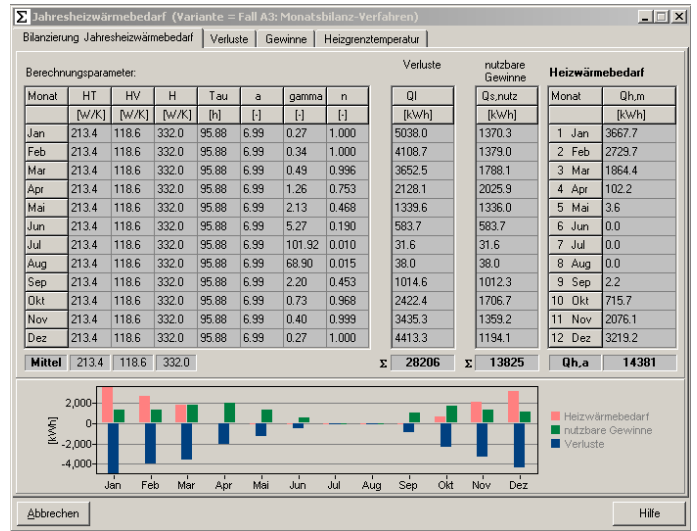 Σ Jahresheizwärmebedarf (Variante = Fall A3: Monatsbilanz-Verfahren)
Bilanzierung Jahresheizwärmebedarf Verluste Gewinne Heizgrenztemperatur
Berechnungsparameter: Verluste nutzbare Gewinne Heizwärmebedarf
Monat HT HV H Tau a gamma n Ql Qs,nutz Monat Qh,m
[W/K] [W/K] [W/K] [h] [-] [-] [-] [kWh] [kWh] [kWh]
Jan 213.4 118.6 332.0 95.88 6.99 0.27 1.000 5038.0 1370.3 1 Jan 3667.7
Feb 213.4 118.6 332.0 95.88 6.99 0.34 1.000 4108.7 1379.0 2 Feb 2729.7
Mar 213.4 118.6 332.0 95.88 6.99 0.49 0.996 3652.5 1788.1 3 Mar 1864.4
Apr 213.4 118.6 332.0 95.88 6.99 1.26 0.753 2128.1 2025.9 4 Apr 102.2
Mai 213.4 118.6 332.0 95.88 6.99 2.13 0.468 1339.6 1336.0 5 Mai 3.6
Jun 213.4 118.6 332.0 95.88 6.99 5.27 0.190 583.7 583.7 6 Jun 0.0
Jul 213.4 118.6 332.0 95.88 6.99 101.92 0.010 31.6 31.6 7 Jul 0.0
Aug 213.4 118.6 332.0 95.88 6.99 68.90 0.015 38.0 38.0 8 Aug 0.0
Sep 213.4 118.6 332.0 95.88 6.99 2.20 0.453 1014.6 1012.3 9 Sep 2.2
Okt 213.4 118.6 332.0 95.88 6.99 0.73 0.968 2422.4 1706.7 10 Okt 715.7
Nov 213.4 118.6 332.0 95.88 6.99 0.40 0.999 3435.3 1359.2 11 Nov 2076.1
Dez 213.4 118.6 332.0 95.88 6.99 0.27 1.000 4413.3 1194.1 12 Dez 3219.2
Mittel 213.4 118.6 332.0 Σ 28206 Σ 13825 Qh,a 14381
[kWh]
2,000
0
-2,000
-4,000
Heizwärmebedarf
nutzbare Gewinne
Verluste
Jan Feb Mar Apr Mai Jun Jul Aug Sep Okt Nov Dez
Abbrechen Hilfe